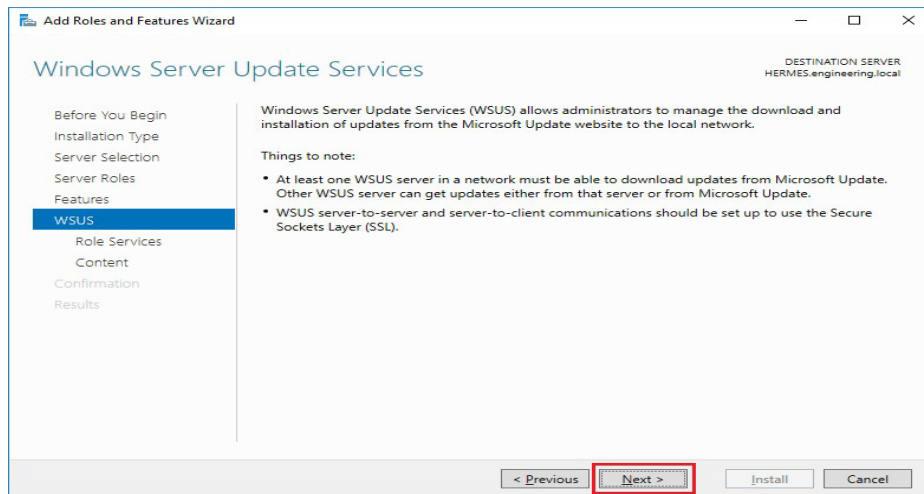 Add Roles and Features Wizard
Windows Server Update Services
DESTINATION SERVER
HERMES.engineering.local
Before You Begin
Installation Type
Server Selection
Server Roles
Features
WSUS
Role Services
Content
Confirmation
Results
Windows Server Update Services (WSUS) allows administrators to manage the download and
installation of updates from the Microsoft Update website to the local network.
Things to note:
• At least one WSUS server in a network must be able to download updates from Microsoft Update.
Other WSUS server can get updates either from that server or from Microsoft Update.
• WSUS server-to-server and server-to-client communications should be set up to use the Secure
Sockets Layer (SSL).
< Previous
Next >
Install
Cancel